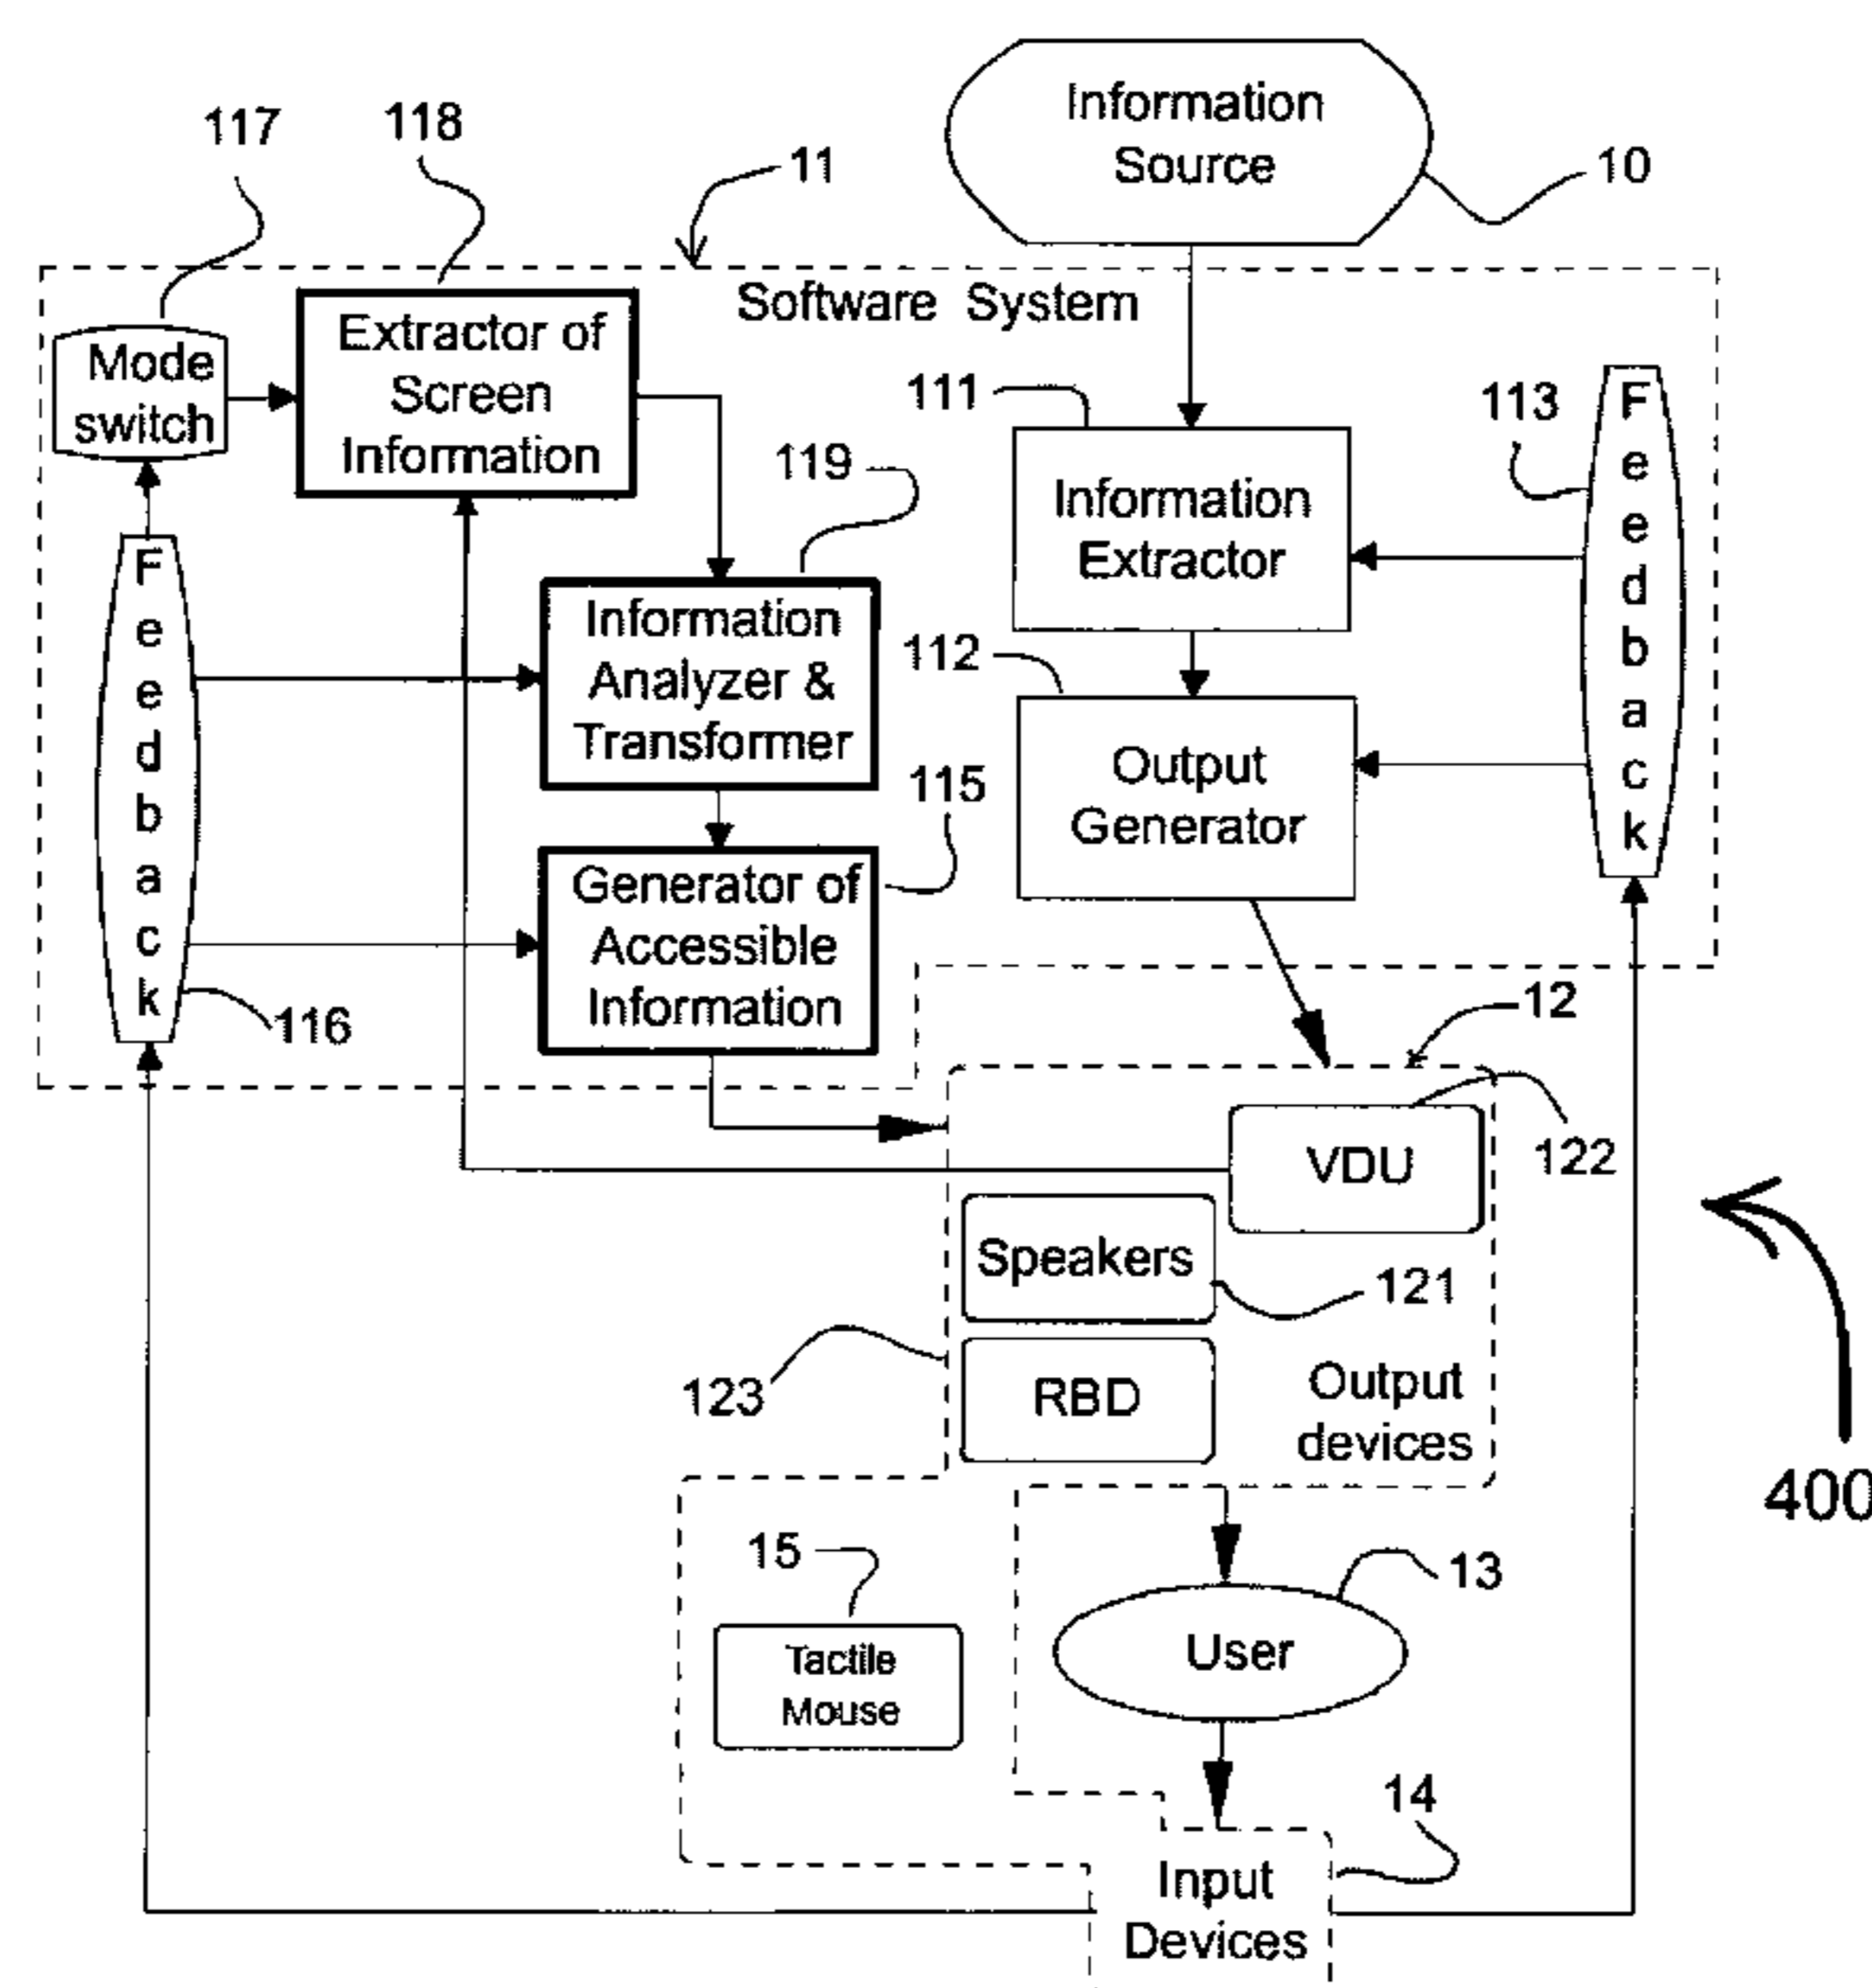 Information
Source
10
117
118
11
Software System
Mode
switch
Extractor of
Screen
Information
111
113
Feedback
Information
Extractor
119
Feedback
Information
Analyzer &
Transformer
112
Output
Generator
115
Generator of
Accessible
Information
116
12
VDU
122
Speakers
121
123
RBD
Output
devices
400
15
Tactile
Mouse
13
User
14
Input
Devices